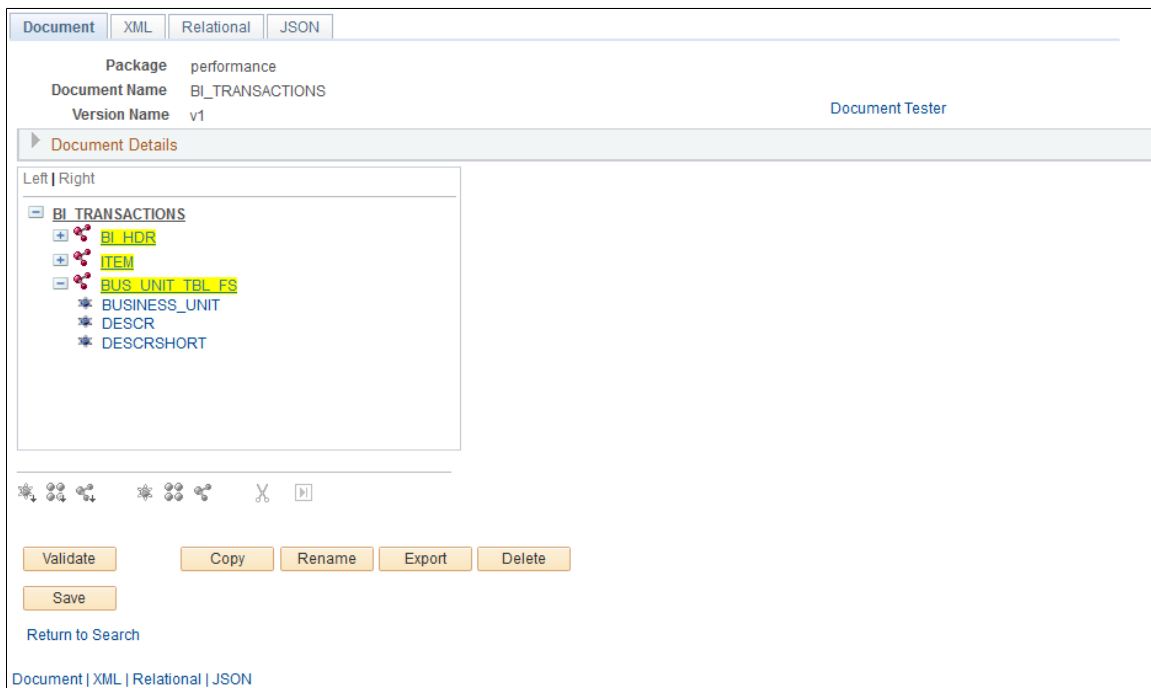 Document XML Relational JSON
Package performance
Document Name BI_TRANSACTIONS
Version Name v1
Document Tester
Document Details
Left | Right
BI_TRANSACTIONS
BI_HDR
ITEM
BUS_UNIT_TBL_FS
BUSINESS_UNIT
DESCR
DESCRSHORT
Validate Copy Rename Export Delete
Save
Return to Search
Document | XML | Relational | JSON